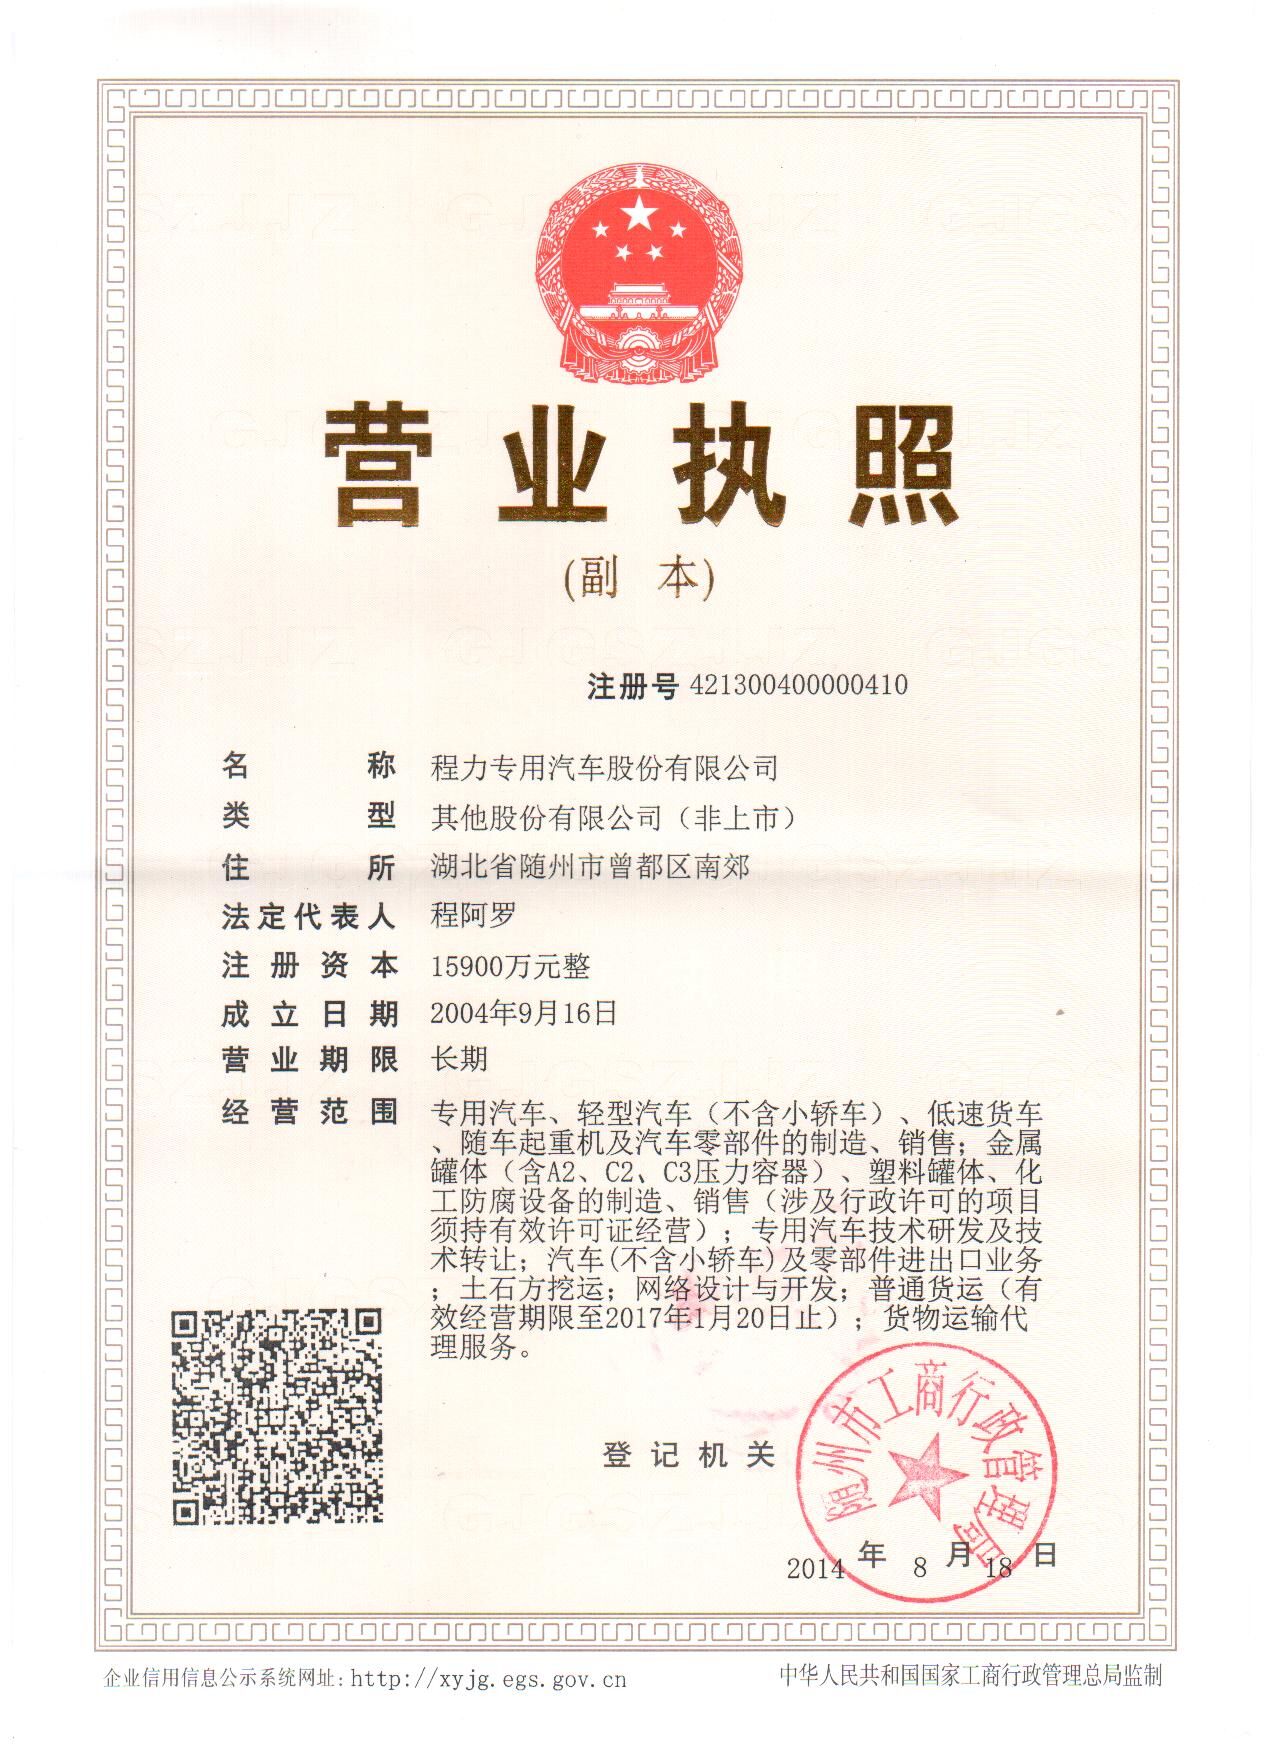 营业执照
(副 本)
注册号 421300400000410
名称 程力专用汽车股份有限公司
类型 其他股份有限公司（非上市）
住所 湖北省随州市曾都区南郊
法定代表人 程阿罗
注册资本 15900万元整
成立日期 2004年9月16日
营业期限 长期
经营范围 专用汽车、轻型汽车（不含小轿车）、低速货车
、随车起重机及汽车零部件的制造、销售；金属
罐体（含A2、C2、C3压力容器）、塑料罐体、化
工防腐设备的制造、销售（涉及行政许可的项目
须持有效许可证经营）；专用汽车技术研发及技
术转让；汽车(不含小轿车)及零部件进出口业务
；土石方挖运；网络设计与开发；普通货运（有
效经营期限至2017年1月20日止）；货物运输代
理服务。
登记机关
随州市工商行政管理局
2014年8月18日
企业信用信息公示系统网址：http://xyjg.egs.gov.cn
中华人民共和国国家工商行政管理总局监制